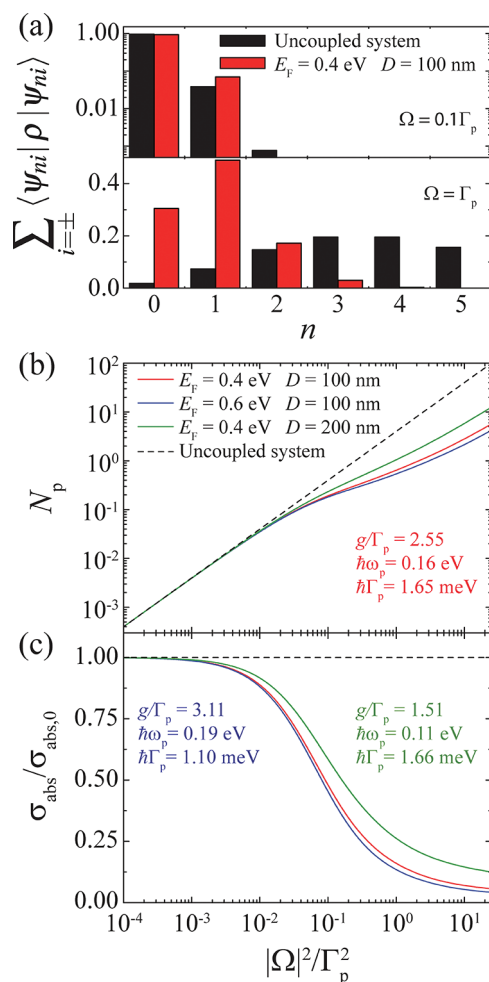 (a)
1.00
0.01
Uncoupled system
E_F = 0.4 eV D = 100 nm
Ω = 0.1Γ_p
∑_{i=±} ⟨ψ_{ni}| ρ |ψ_{ni}⟩
0.4
0.2
0.0
Ω = Γ_p
0 1 2 3 4 5
n
(b)
10^2
10^1
10^0
10^-1
10^-2
10^-3
N_p
E_F = 0.4 eV D = 100 nm
E_F = 0.6 eV D = 100 nm
E_F = 0.4 eV D = 200 nm
Uncoupled system
g/Γ_p = 2.55
ħω_p = 0.16 eV
ħΓ_p = 1.65 meV
(c)
1.00
0.75
0.50
0.25
0.00
σ_abs/σ_abs,0
g/Γ_p = 3.11
ħω_p = 0.19 eV
ħΓ_p = 1.10 meV
g/Γ_p = 1.51
ħω_p = 0.11 eV
ħΓ_p = 1.66 meV
10^-4 10^-3 10^-2 10^-1 10^0 10^1
|Ω|^2/Γ_p^2